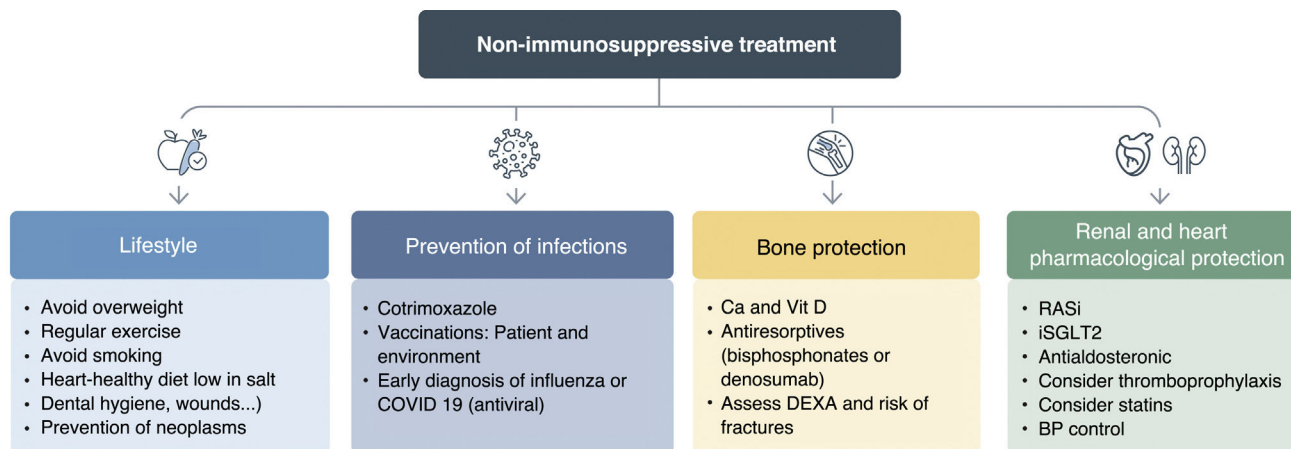 Non-immunosuppressive treatment
Lifestyle
• Avoid overweight
• Regular exercise
• Avoid smoking
• Heart-healthy diet low in salt
• Dental hygiene, wounds...)
• Prevention of neoplasms
Prevention of infections
• Cotrimoxazole
• Vaccinations: Patient and
environment
• Early diagnosis of influenza or
COVID 19 (antiviral)
Bone protection
• Ca and Vit D
• Antiresorptives
(bisphosphonates or
denosumab)
• Assess DEXA and risk of
fractures
Renal and heart
pharmacological protection
• RASi
• iSGLT2
• Antialdosteronic
• Consider thromboprophylaxis
• Consider statins
• BP control